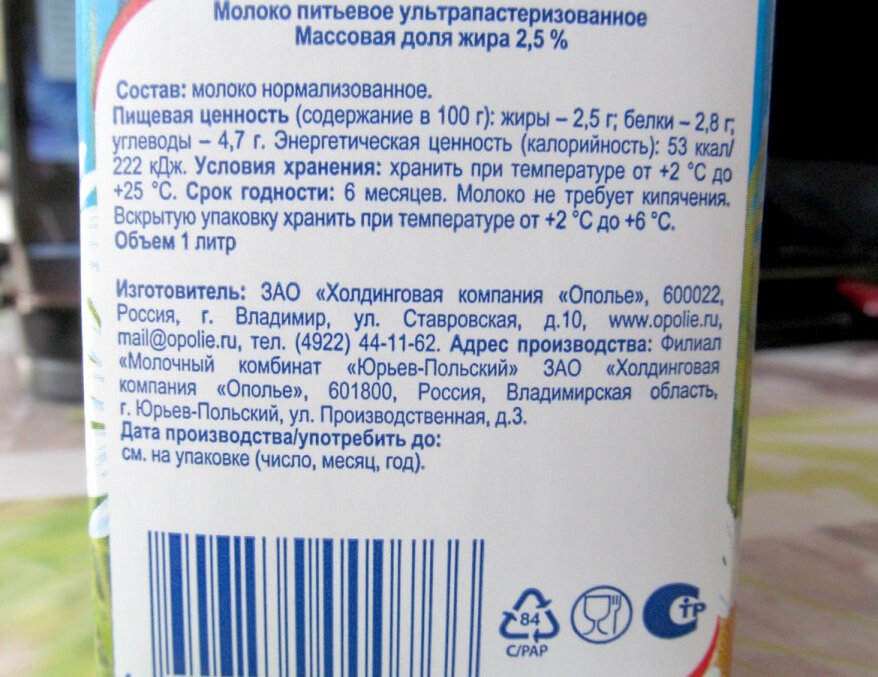 Молоко питьевое ультрапастеризованное
Массовая доля жира 2,5 %
Состав: молоко нормализованное.
Пищевая ценность (содержание в 100 г): жиры – 2,5 г; белки – 2,8 г;
углеводы – 4,7 г. Энергетическая ценность (калорийность): 53 ккал/
222 кДж. Условия хранения: хранить при температуре от +2 °С до
+25 °С. Срок годности: 6 месяцев. Молоко не требует кипячения.
Вскрытую упаковку хранить при температуре от +2 °С до +6 °С.
Объем 1 литр
Изготовитель: ЗАО «Холдинговая компания «Ополье», 600022,
Россия, г. Владимир, ул. Ставровская, д.10, www.opolie.ru,
mail@opolie.ru, тел. (4922) 44-11-62. Адрес производства: Филиал
«Молочный комбинат «Юрьев-Польский» ЗАО «Холдинговая
компания «Ополье», 601800, Россия, Владимирская область,
г. Юрьев-Польский, ул. Производственная, д.3.
Дата производства/употребить до:
см. на упаковке (число, месяц, год).
84
C/PAP
СТР